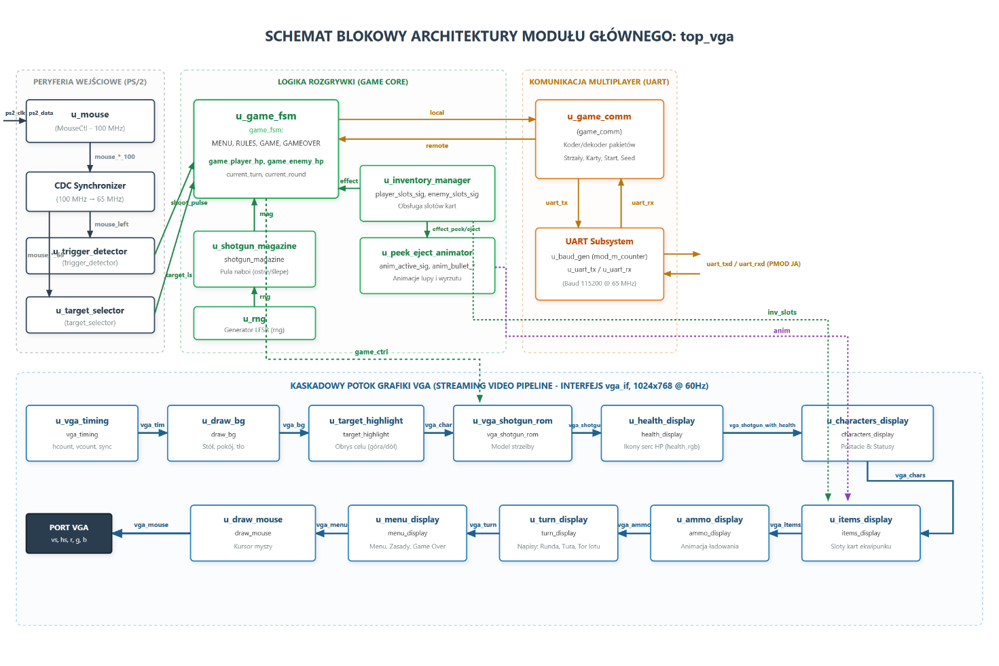 SCHEMAT BLOKOWY ARCHITEKTURY MODUŁU GŁÓWNEGO: top_vga
PERYFERIA WEJŚCIOWE (PS/2)
ps2_clk, ps2_data
u_mouse
(MouseCtl - 100 MHz)
mouse_*_100
CDC Synchronizer
(100 MHz → 65 MHz)
mouse_left
mouse_*_65
u_trigger_detector
(trigger_detector)
u_target_selector
(target_selector)
shoot_pulse
target_is
LOGIKA ROZGRYWKI (GAME CORE)
u_game_fsm
game_fsm:
MENU, RULES, GAME, GAMEOVER
game_player_hp, game_enemy_hp
current_turn, current_round
effect
u_inventory_manager
player_slots_sig, enemy_slots_sig
Obsługa slotów kart
mag
effect_peek/eject
u_shotgun_magazine
shotgun_magazine
Pula naboi (ostre/ślepe)
u_peek_eject_animator
anim_active_sig, anim_bullet_*
Animacje lupy i wyrzutu
rng
u_rng
Generator LFSR (rng)
game_ctrl
local
remote
KOMUNIKACJA MULTIPLAYER (UART)
u_game_comm
(game_comm)
Koder/dekoder pakietów
Strzały, Karty, Start, Seed
uart_tx
uart_rx
UART Subsystem
u_baud_gen (mod_m_counter)
u_uart_tx / u_uart_rx
(Baud 115200 @ 65 MHz)
uart_txd / uart_rxd (PMOD JA)
inv_slots
anim
KASKADOWY POTOK GRAFIKI VGA (STREAMING VIDEO PIPELINE - INTERFEJS vga_if, 1024x768 @ 60Hz)
u_vga_timing
vga_timing
hcount, vcount, sync
vga_tim
u_draw_bg
draw_bg
Stół, pokój, tło
vga_bg
u_target_highlight
target_highlight
Obrys celu (góra/dół)
vga_char
u_vga_shotgun_rom
vga_shotgun_rom
Model strzelby
vga_shotgun
u_health_display
health_display
Ikony serc HP (health_rgb)
vga_shotgun_with_health
u_characters_display
characters_display
Postacie & Statusy
vga_chars
PORT VGA
vs, hs, r, g, b
vga_mouse
u_draw_mouse
draw_mouse
Kursor myszy
vga_menu
u_menu_display
menu_display
Menu, Zasady, Game Over
vga_turn
u_turn_display
turn_display
Napisy: Runda, Tura, Tor lotu
vga_ammo
u_ammo_display
ammo_display
Animacja ładowania
vga_items
u_items_display
items_display
Sloty kart ekwipunku